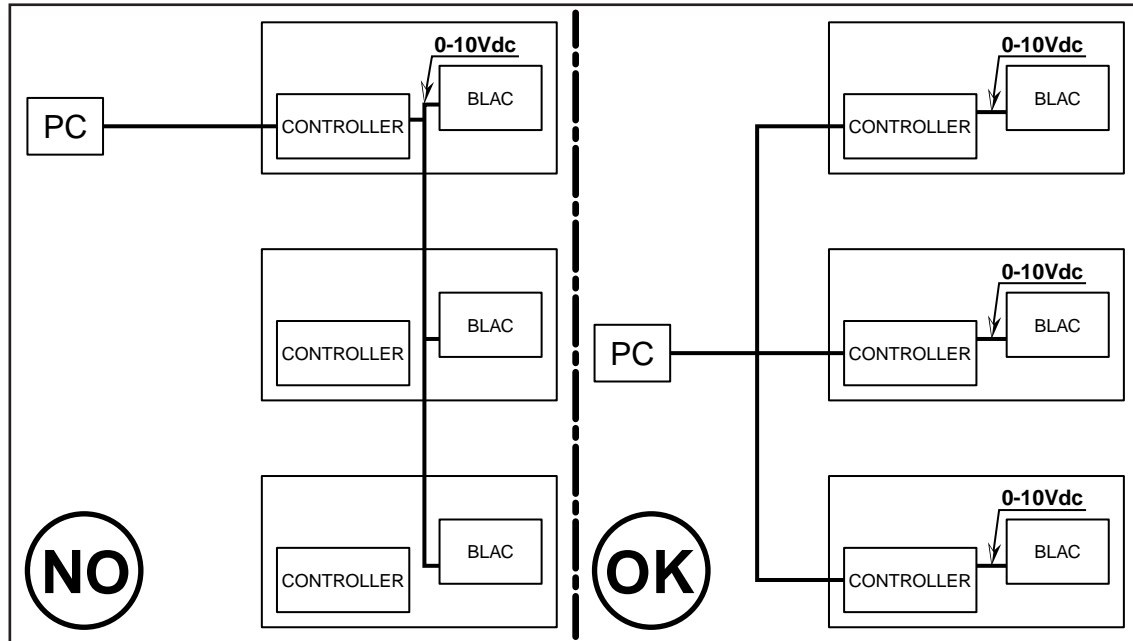 0-10Vdc
BLAC
PC
CONTROLLER
BLAC
CONTROLLER
BLAC
CONTROLLER
NO
0-10Vdc
BLAC
CONTROLLER
0-10Vdc
BLAC
PC
CONTROLLER
0-10Vdc
BLAC
CONTROLLER
OK